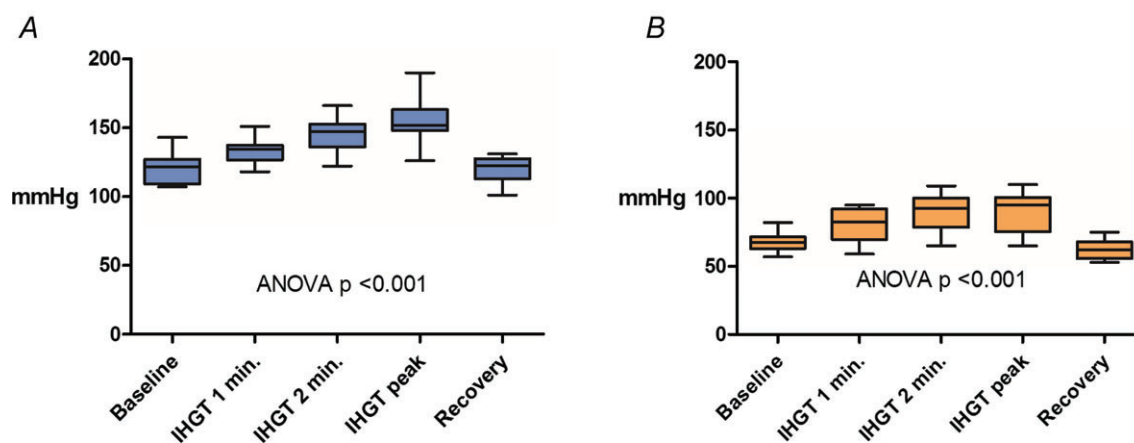 A
200
150
mmHg
100
50
0
ANOVA p <0.001
Baseline
IHGT 1 min.
IHGT 2 min.
IHGT peak
Recovery
B
200
150
mmHg
100
50
0
ANOVA p <0.001
Baseline
IHGT 1 min.
IHGT 2 min.
IHGT peak
Recovery